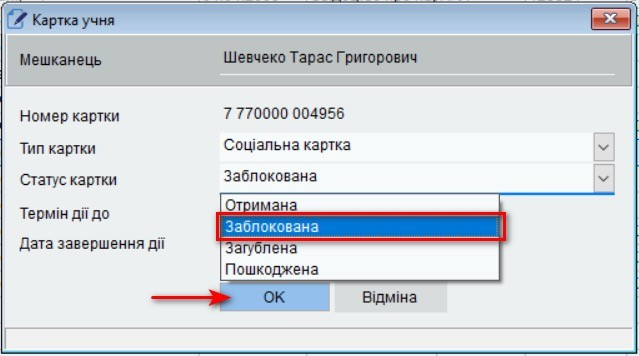 Картка учня
Мешканець Шевчеко Тарас Григорович
Номер картки 7 770000 004956
Тип картки Соціальна картка
Статус картки Заблокована
Термін дії до Отримана
Заблокована
Дата завершення дії Загублена
Пошкоджена
OK Відміна